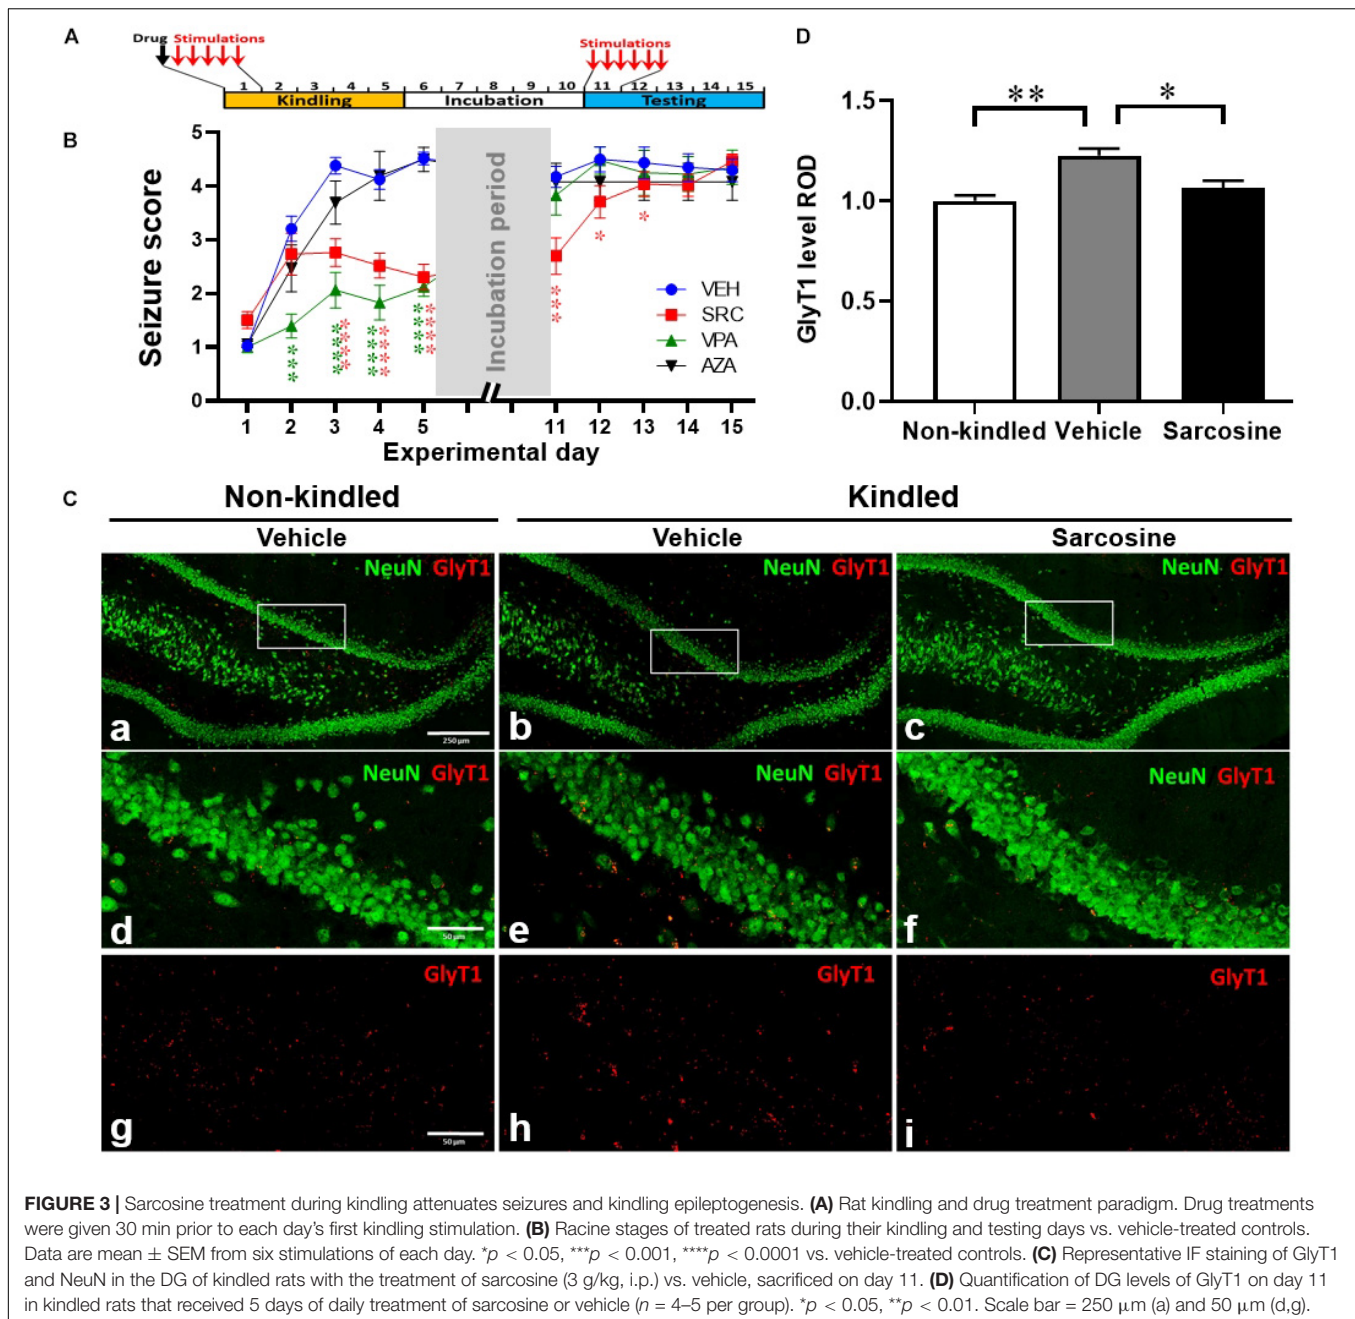 A
Drug Stimulations
Stimulations
1 2 3 4 5 6 7 8 9 10 11 12 13 14 15
Kindling Incubation Testing
B
Seizure score
5
4
3
2
1
0
Incubation period
VEH
SRC
VPA
AZA
***
****
****
****
****
****
****
***
*
*
1 2 3 4 5 11 12 13 14 15
Experimental day
D
GlyT1 level ROD
1.5
1.0
0.5
0.0
** *
Non-kindled Vehicle Sarcosine
C
Non-kindled Kindled
Vehicle Vehicle Sarcosine
NeuN GlyT1 NeuN GlyT1 NeuN GlyT1
a 250 µm b c
NeuN GlyT1 NeuN GlyT1 NeuN GlyT1
d 50 µm e f
GlyT1 GlyT1 GlyT1
g 50 µm h i
FIGURE 3 | Sarcosine treatment during kindling attenuates seizures and kindling epileptogenesis. (A) Rat kindling and drug treatment paradigm. Drug treatments
were given 30 min prior to each day's first kindling stimulation. (B) Racine stages of treated rats during their kindling and testing days vs. vehicle-treated controls.
Data are mean ± SEM from six stimulations of each day. *p < 0.05, ***p < 0.001, ****p < 0.0001 vs. vehicle-treated controls. (C) Representative IF staining of GlyT1
and NeuN in the DG of kindled rats with the treatment of sarcosine (3 g/kg, i.p.) vs. vehicle, sacrificed on day 11. (D) Quantification of DG levels of GlyT1 on day 11
in kindled rats that received 5 days of daily treatment of sarcosine or vehicle (n = 4–5 per group). *p < 0.05, **p < 0.01. Scale bar = 250 µm (a) and 50 µm (d,g).